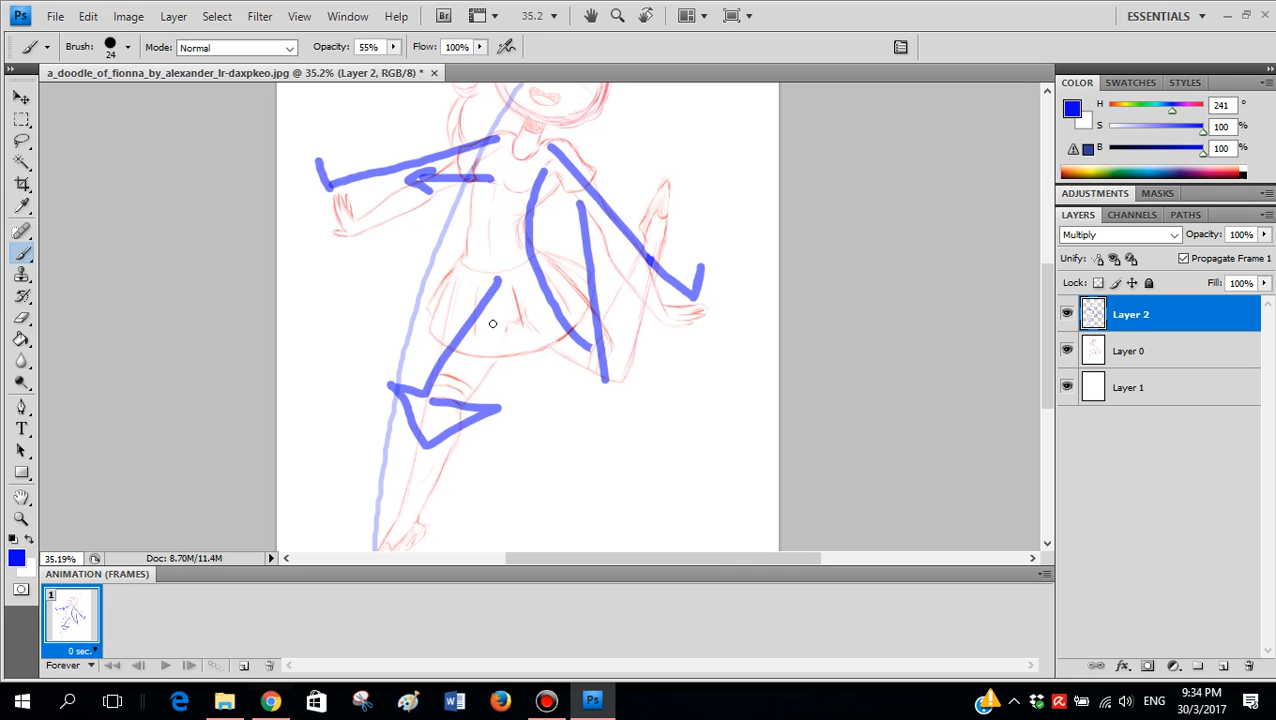 Ps File Edit Image Layer Select Filter View Window Help Br 35.2 ESSENTIALS
Brush: 24 Mode: Normal Opacity: 55% Flow: 100%
a_doodle_of_fionna_by_alexander_lr-daxpkeo.jpg @ 35.2% (Layer 2, RGB/8) *
COLOR SWATCHES STYLES
H 241 °
S 100 %
B 100 %
ADJUSTMENTS MASKS
LAYERS CHANNELS PATHS
Multiply Opacity: 100%
Unify: Propagate Frame 1
Lock: Fill: 100%
Layer 2
Layer 0
Layer 1
35.19% Doc: 8.70M/11.4M
ANIMATION (FRAMES)
1
0 sec.
Forever
ENG 9:34 PM
30/3/2017